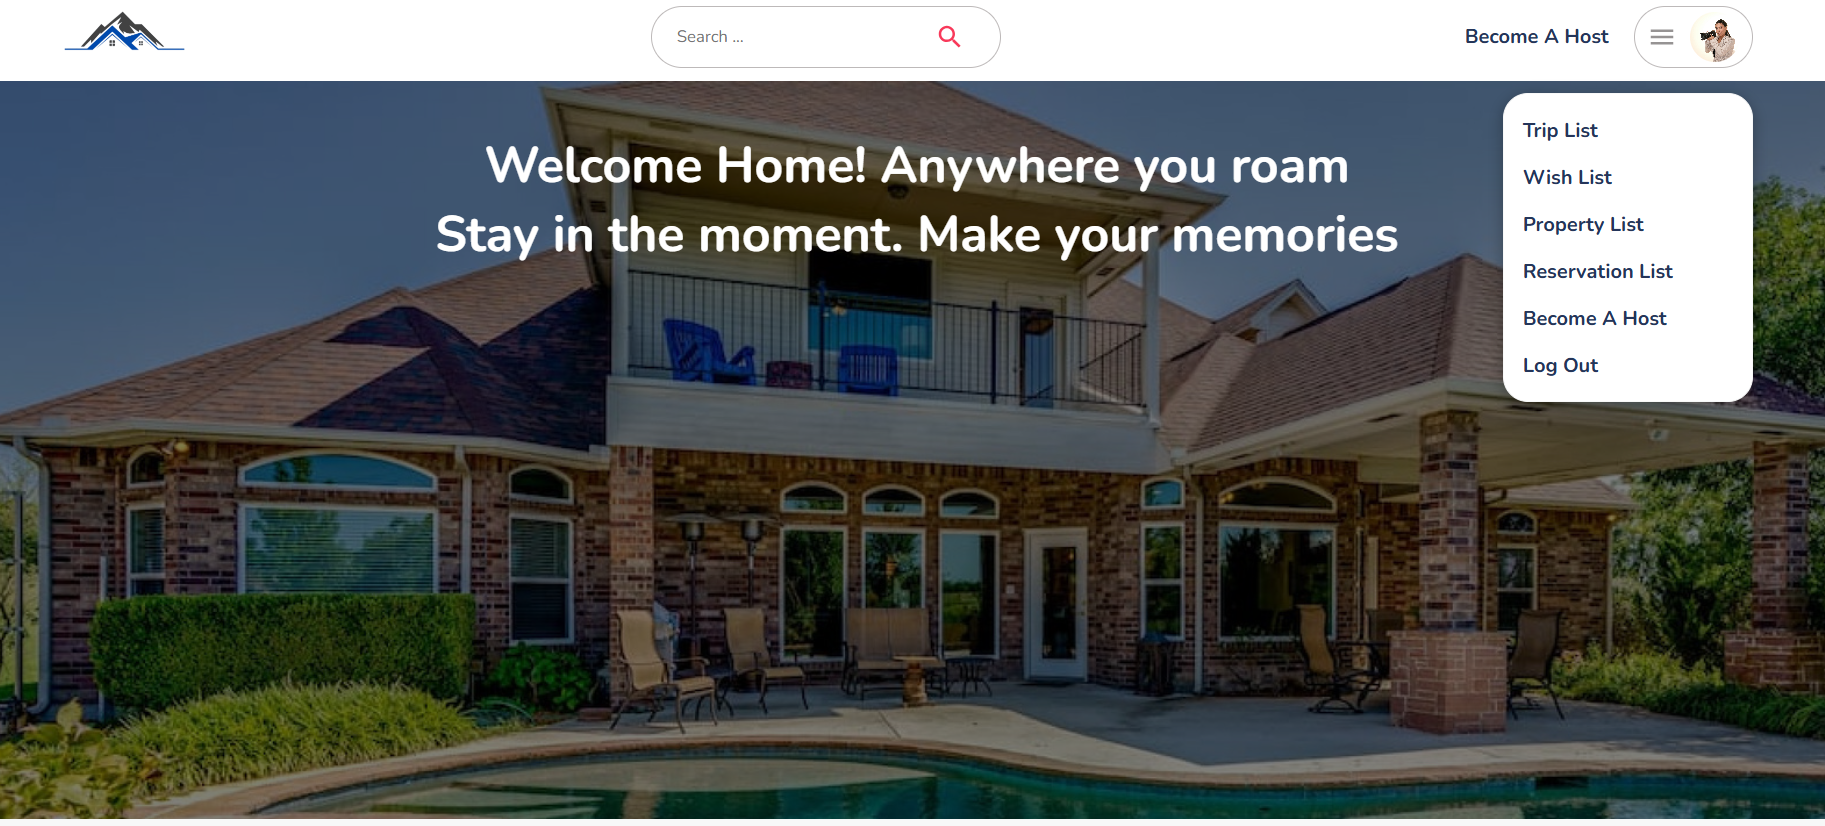 Search ...
Become A Host
Welcome Home! Anywhere you roam
Stay in the moment. Make your memories
Trip List
Wish List
Property List
Reservation List
Become A Host
Log Out